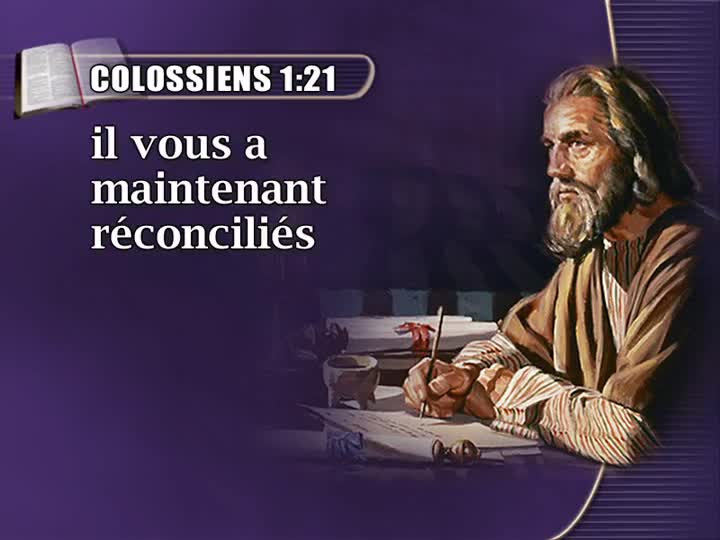 COLOSSIENS 1:21
il vous a
maintenant
réconciliés